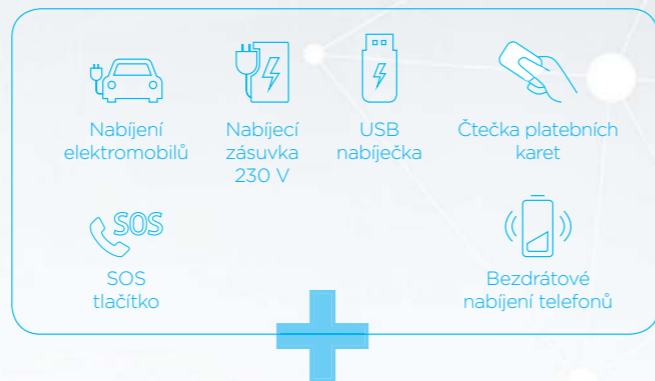 Nabíjení
elektromobilů
Nabíjecí
zásuvka
230 V
USB
nabíječka
Čtečka platebních
karet
SOS
SOS
tlačítko
Bezdrátové
nabíjení telefonů